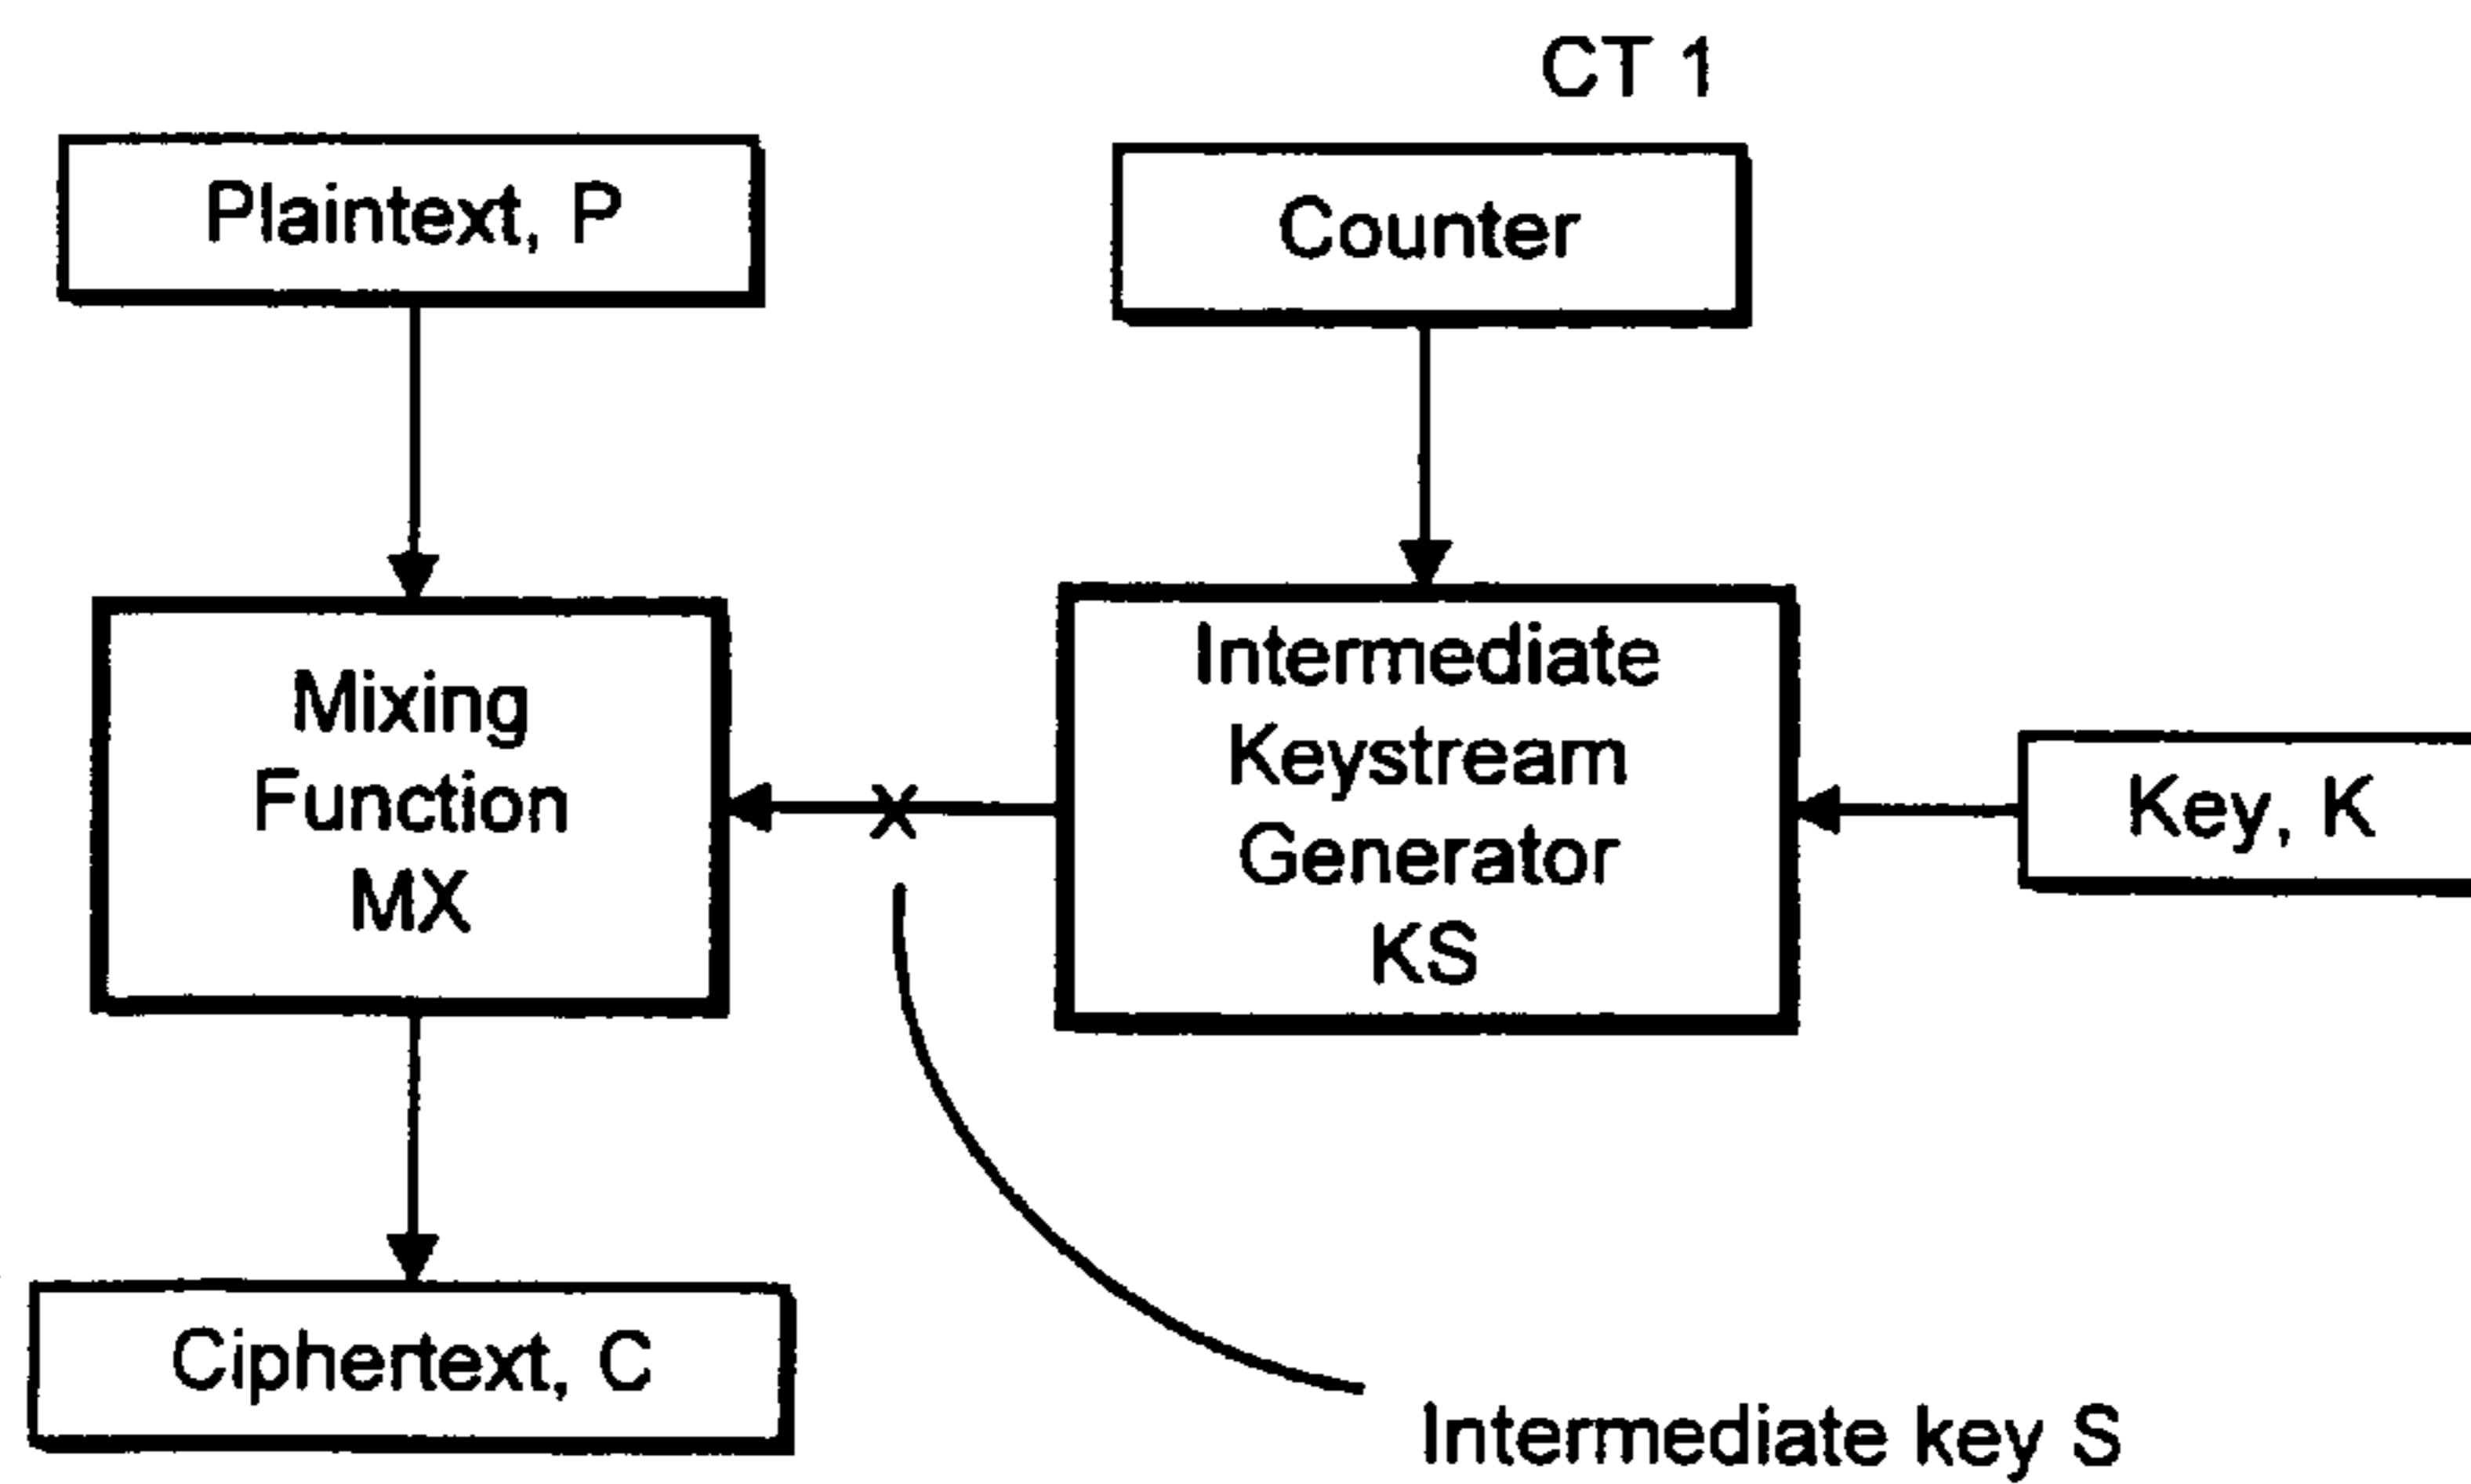 CT 1
Plaintext, P
Counter
Mixing
Function
MX
Intermediate
Keystream
Generator
KS
Key, K
Ciphertext, C
Intermediate key S